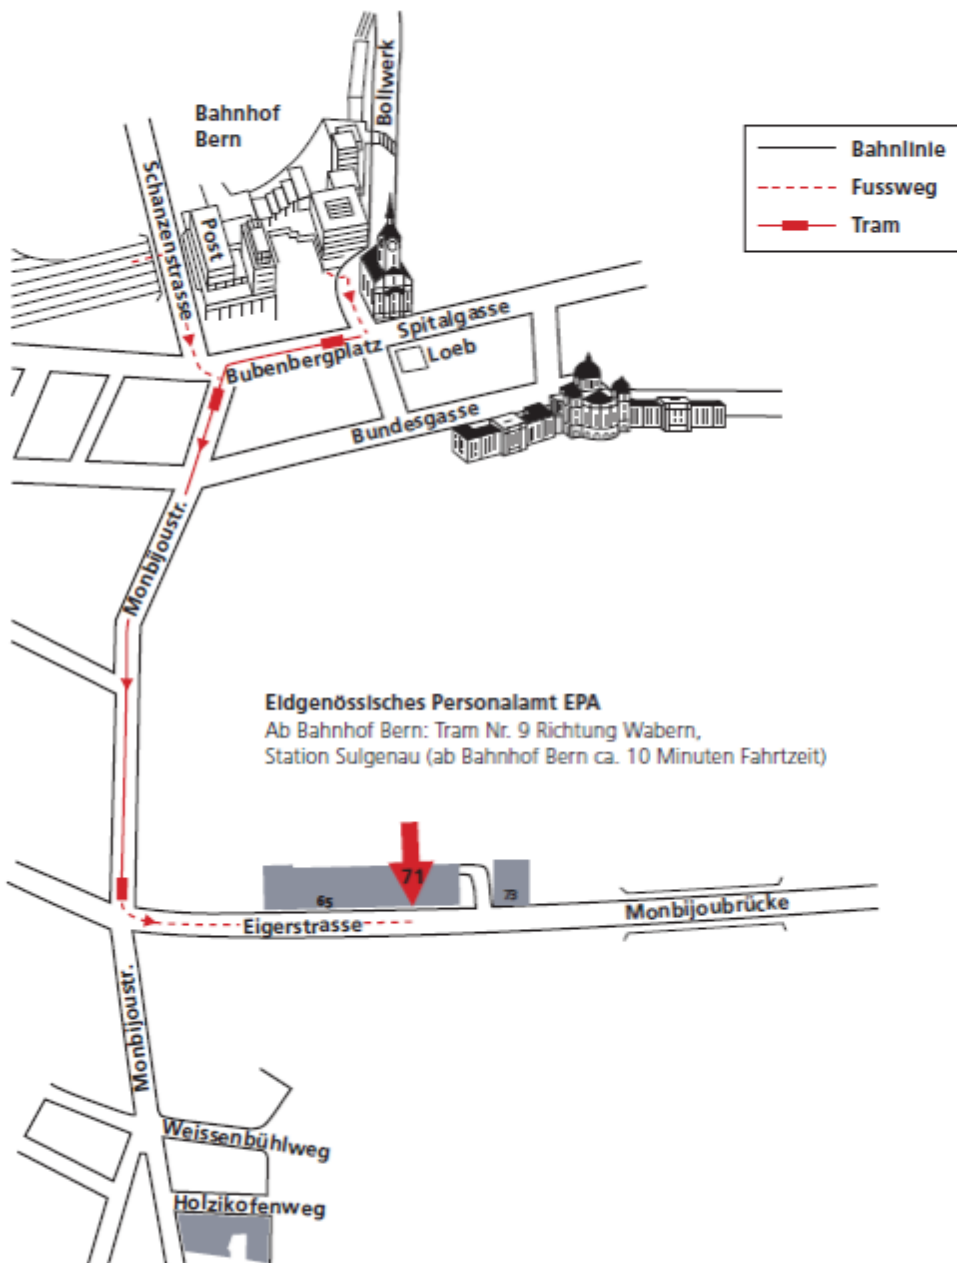 Bahnhof
Bern
Bollwerk
Schanzenstrasse
Post
Bahnlinie
Fussweg
Tram
Spitalgasse
Bubenbergplatz
Loeb
Bundesgasse
Monbijoustr.
Eidgenössisches Personalamt EPA
Ab Bahnhof Bern: Tram Nr. 9 Richtung Wabern,
Station Sulgenau (ab Bahnhof Bern ca. 10 Minuten Fahrtzeit)
71
65
73
Eigerstrasse
Monbijoubrücke
Monbijoustr.
Weissenbühlweg
Holzikofenweg